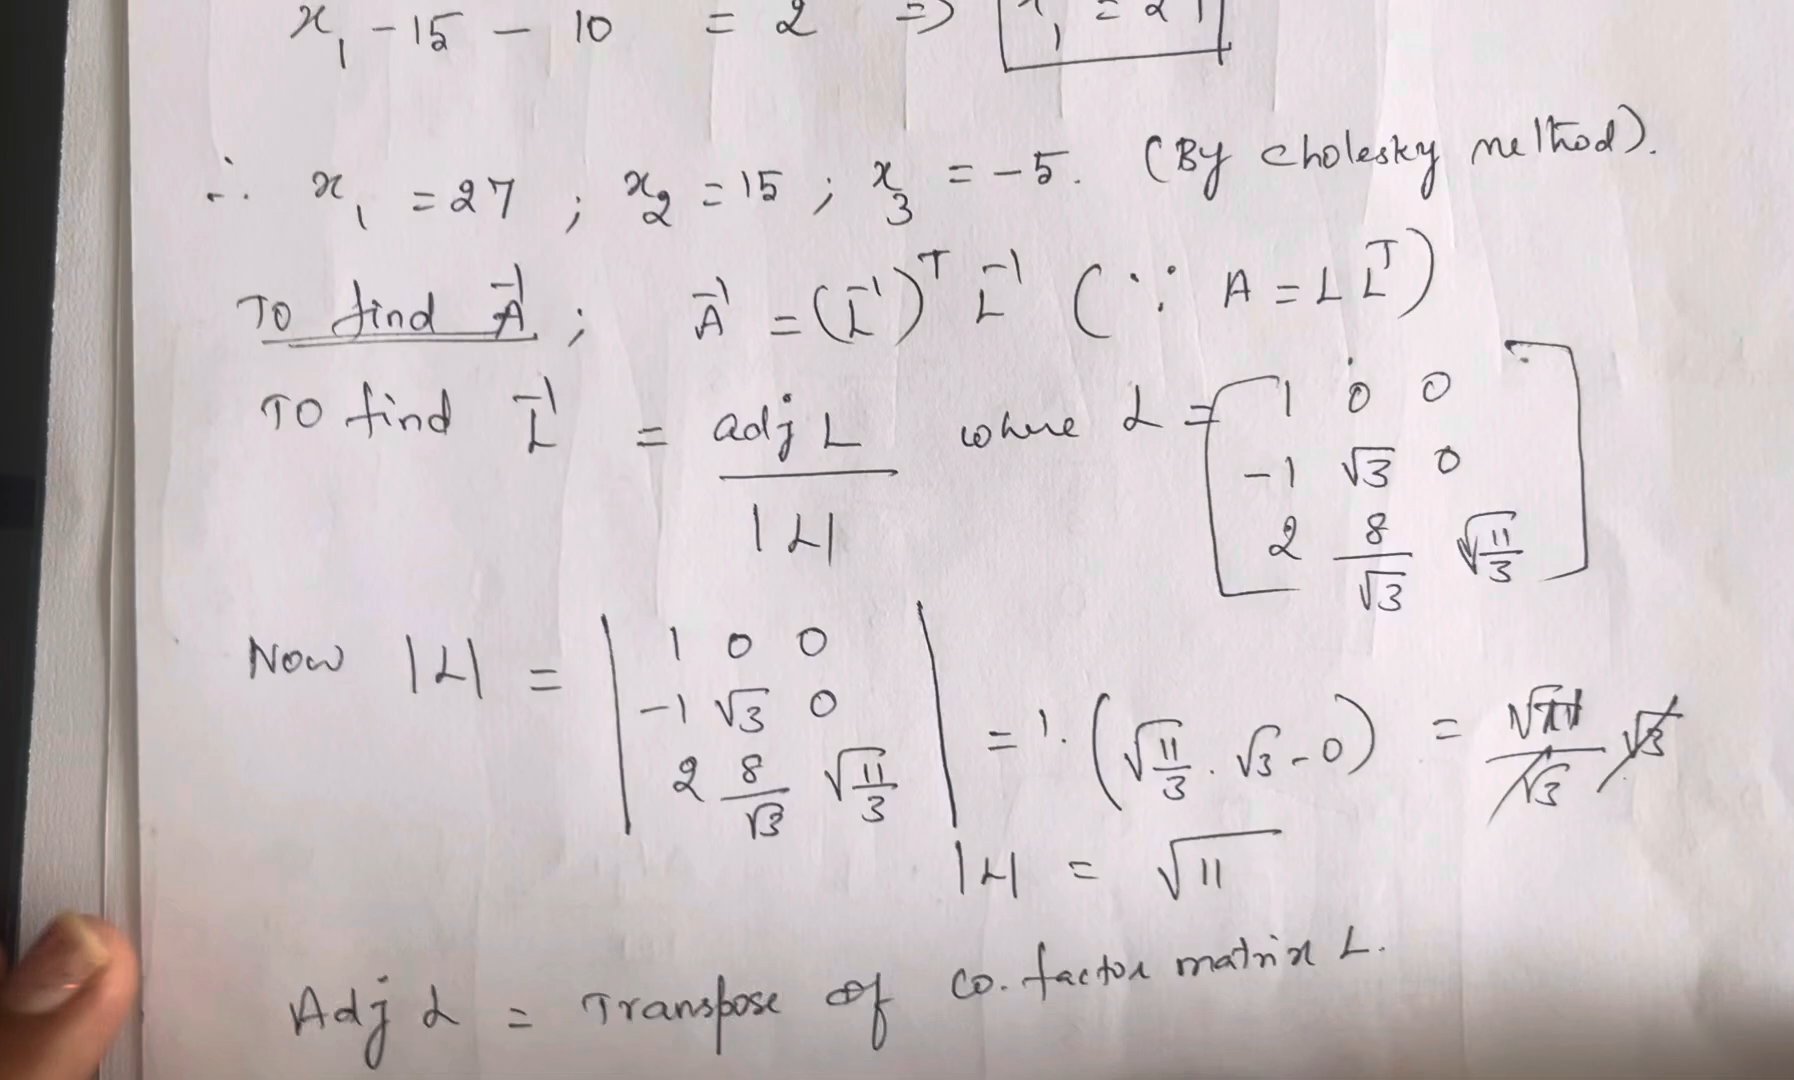 x₁ - 15 - 10 = 2 ⇒ x₁ = 27
∴ x₁ = 27 ; x₂ = 15 ; x₃ = -5. (By cholesky method).
To find A⁻¹ ; A⁻¹ = (L⁻¹)ᵀ L⁻¹ (∵ A = L Lᵀ)
To find L⁻¹ = adj L / |L| where L = [1 0 0; -1 √3 0; 2 8/√3 √(11/3)]
Now |L| = |1 0 0; -1 √3 0; 2 8/√3 √(11/3)| = 1. (√(11/3) . √3 - 0) = √11/√3 √3
|L| = √11
Adj L = Transpose of co. factor matrix L.